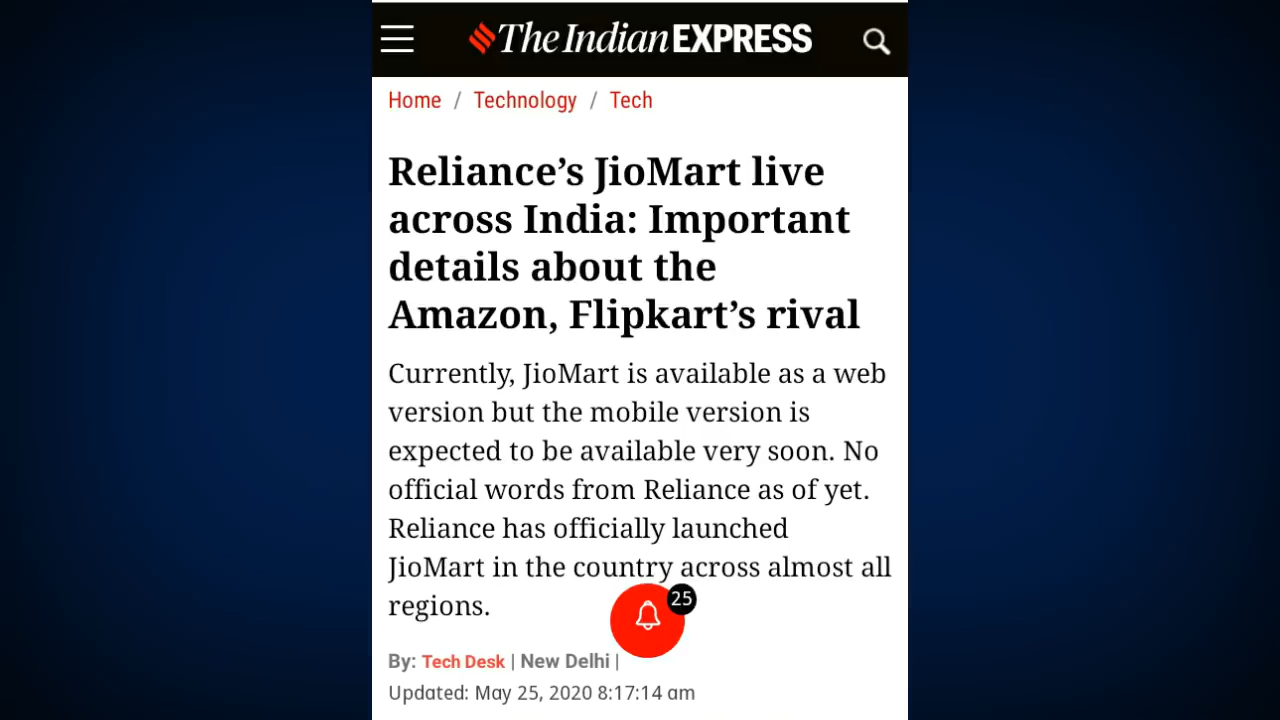 The Indian EXPRESS
Home / Technology / Tech
Reliance’s JioMart live
across India: Important
details about the
Amazon, Flipkart’s rival
Currently, JioMart is available as a web
version but the mobile version is
expected to be available very soon. No
official words from Reliance as of yet.
Reliance has officially launched
JioMart in the country across almost all
regions.
25
By: Tech Desk | New Delhi |
Updated: May 25, 2020 8:17:14 am